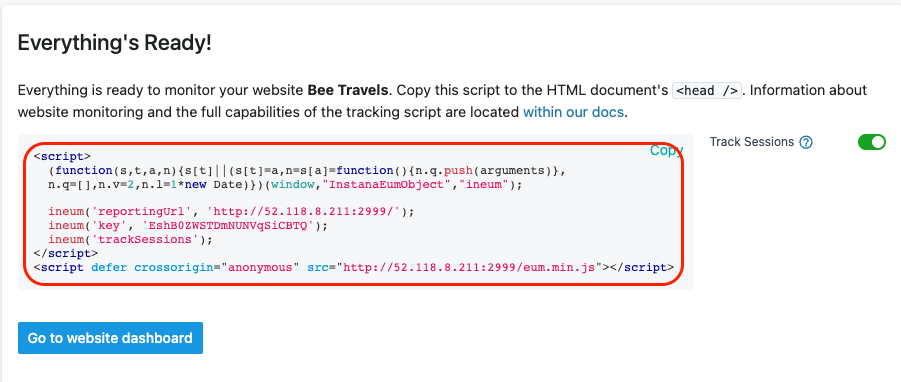 Everything's Ready!
Everything is ready to monitor your website Bee Travels. Copy this script to the HTML document's <head />. Information about
website monitoring and the full capabilities of the tracking script are located within our docs.
Track Sessions ?
Copy
<script>
(function(s,t,a,n){s[t]||(s[t]=a,n=s[a]=function(){n.q.push(arguments)},
n.q=[],n.v=2,n.l=1*new Date)})(window,"InstanaEumObject","ineum");
ineum('reportingUrl', 'http://52.118.8.211:2999/');
ineum('key', 'EshB0ZWSTDmNUNVqSiCBTQ');
ineum('trackSessions');
</script>
<script defer crossorigin="anonymous" src="http://52.118.8.211:2999/eum.min.js"></script>
Go to website dashboard